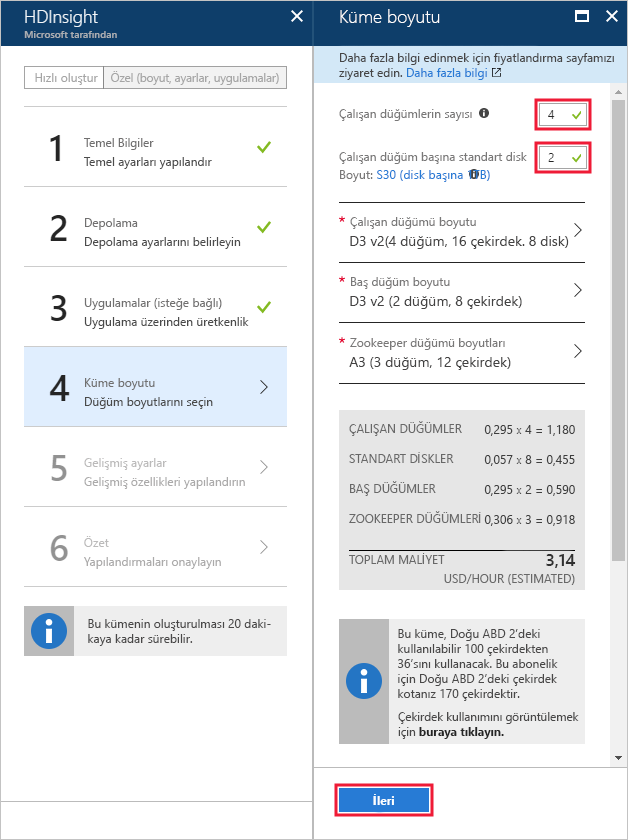 HDInsight
Microsoft tarafından
Hızlı oluştur
Özel (boyut, ayarlar, uygulamalar)
1
Temel Bilgiler
Temel ayarları yapılandır
2
Depolama
Depolama ayarlarını belirleyin
3
Uygulamalar (isteğe bağlı)
Uygulama üzerinden üretkenlik
4
Küme boyutu
Düğüm boyutlarını seçin
5
Gelişmiş ayarlar
Gelişmiş özellikleri yapılandırın
6
Özet
Yapılandırmaları onaylayın
Bu kümenin oluşturulması 20 daki-
kaya kadar sürebilir.
Küme boyutu
Daha fazla bilgi edinmek için fiyatlandırma sayfamızı
ziyaret edin. Daha fazla bilgi
Çalışan düğümlerin sayısı
4
Çalışan düğüm başına standart disk
2
Boyut: S30 (disk başına B)
* Çalışan düğümü boyutu
D3 v2(4 düğüm, 16 çekirdek. 8 disk)
* Baş düğüm boyutu
D3 v2 (2 düğüm, 8 çekirdek)
* Zookeeper düğümü boyutları
A3 (3 düğüm, 12 çekirdek)
ÇALIŞAN DÜĞÜMLER 0,295 x 4 = 1,180
STANDART DİSKLER 0,057 x 8 = 0,455
BAŞ DÜĞÜMLER 0,295 x 2 = 0,590
ZOOKEEPER DÜĞÜMLERİ 0,306 x 3 = 0,918
TOPLAM MALİYET 3,14
USD/HOUR (ESTIMATED)
Bu küme, Doğu ABD 2’deki
kullanılabilir 100 çekirdekten
36’sını kullanacak. Bu abonelik
için Doğu ABD 2’deki çekirdek
kotanız 170 çekirdektir.
Çekirdek kullanımını görüntülemek
için buraya tıklayın.
İleri